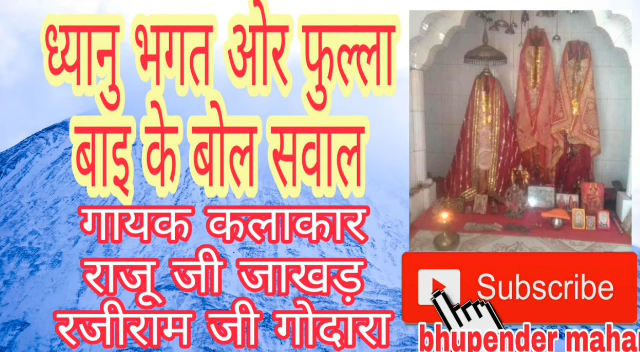 ध्यानु भगत ओर फुल्ला
बाइ के बोल सवाल
गायक कलाकार
राजू जी जाखड़
रजीराम जी गोदारा
Subscribe
bhupender maha